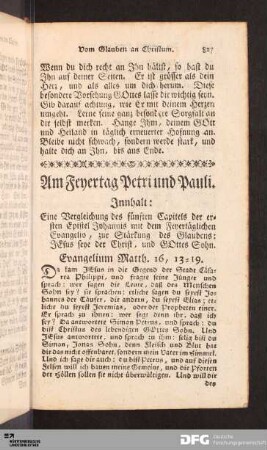 Vom Glauben an Christum. 827
Wenn du dich recht an Ihn hältest, so hast du
Ihn auf deiner Seiten. Er ist grösser als dein
Herz, und als alles um dich herum. Diese
besondere Vorsehung GOttes lasse dir wichtig seyn.
Gib darauf achtung, wie Er mit deinem Herzen
umgeht. Lerne seine ganz besondere Sorgfalt an
dir selbst merken. Hange Ihm, deinem GOtt
und Heiland in täglich erneuerter Hofnung an.
Bleibe nicht schwach, sondern werde stark, und
halte dich an Ihn, bis ans Ende.
Am Feyertag Petri und Pauli.
Innhalt:
Eine Vergleichung des fünften Capitels der er-
sten Epistel Johannis mit dem Feyertäglichen
Evangelio, zur Stärkung des Glaubens:
JEsus seye der Christ, und GOttes Sohn.
Evangelium Matth. 16, 13-19.
Da kam JEsus in die Gegend der Stadt Cäsa-
rea Philippi, und fragte seine Jünger und
sprach: wer sagen die Leute, daß des Menschen
Sohn sey? sie sprachen: etliche sagen du seyest Jo-
hannes der Täufer, die andern, du seyest Elias; et-
liche du seyest Jeremias, oder der Propheten einer.
Er sprach zu ihnen: wer sagt denn ihr, daß ich
sey? Da antwortete Simon Petrus, und sprach: du
bist Christus des lebendigen GOttes Sohn. Und
JEsus antwortete, und sprach zu ihm: selig bist du
Simon, Jonas Sohn, denn Fleisch und Blut hat
dir das nicht offenbaret, sondern mein Vater im Himmel.
Und ich sage dir auch: du bist Petrus, und auf diesen
Felsen will ich bauen meine Gemeine, und die Pforten
der Höllen sollen sie nicht überwältigen. Und will dir
des
DFG Deutsche
Forschungsgemeinschaft